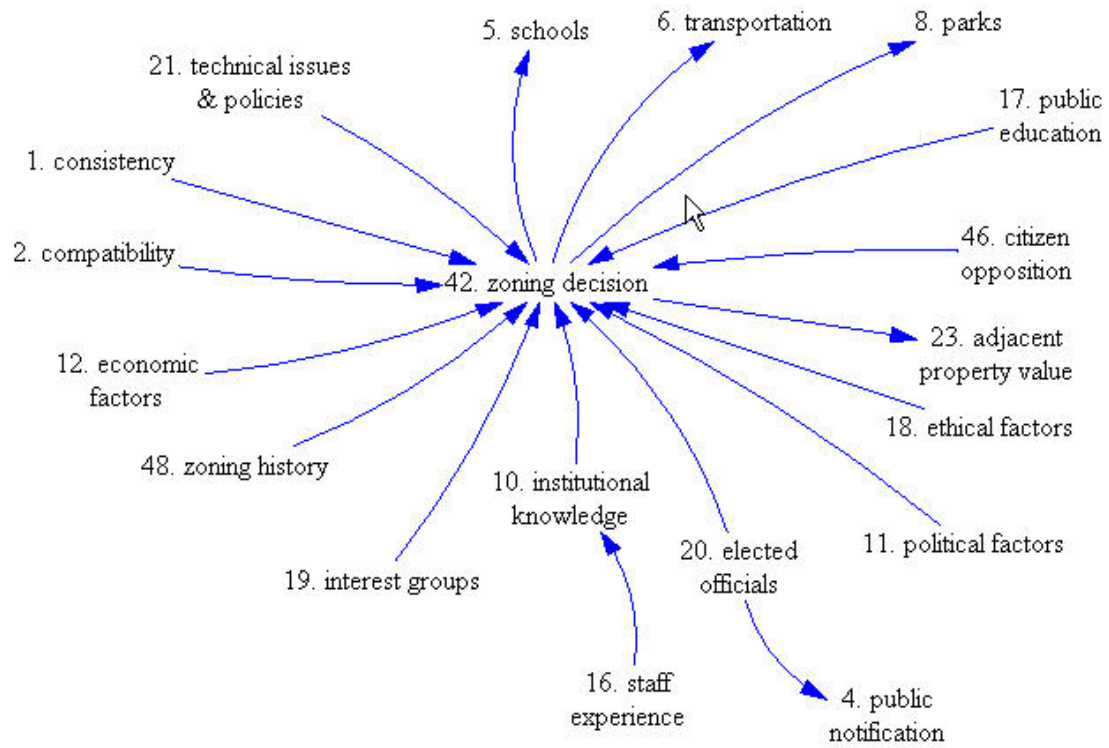 5. schools
6. transportation
8. parks
21. technical issues
& policies
17. public
education
1. consistency
2. compatibility
46. citizen
opposition
42. zoning decision
23. adjacent
property value
12. economic
factors
18. ethical factors
48. zoning history
10. institutional
knowledge
11. political factors
20. elected
officials
19. interest groups
16. staff
experience
4. public
notification